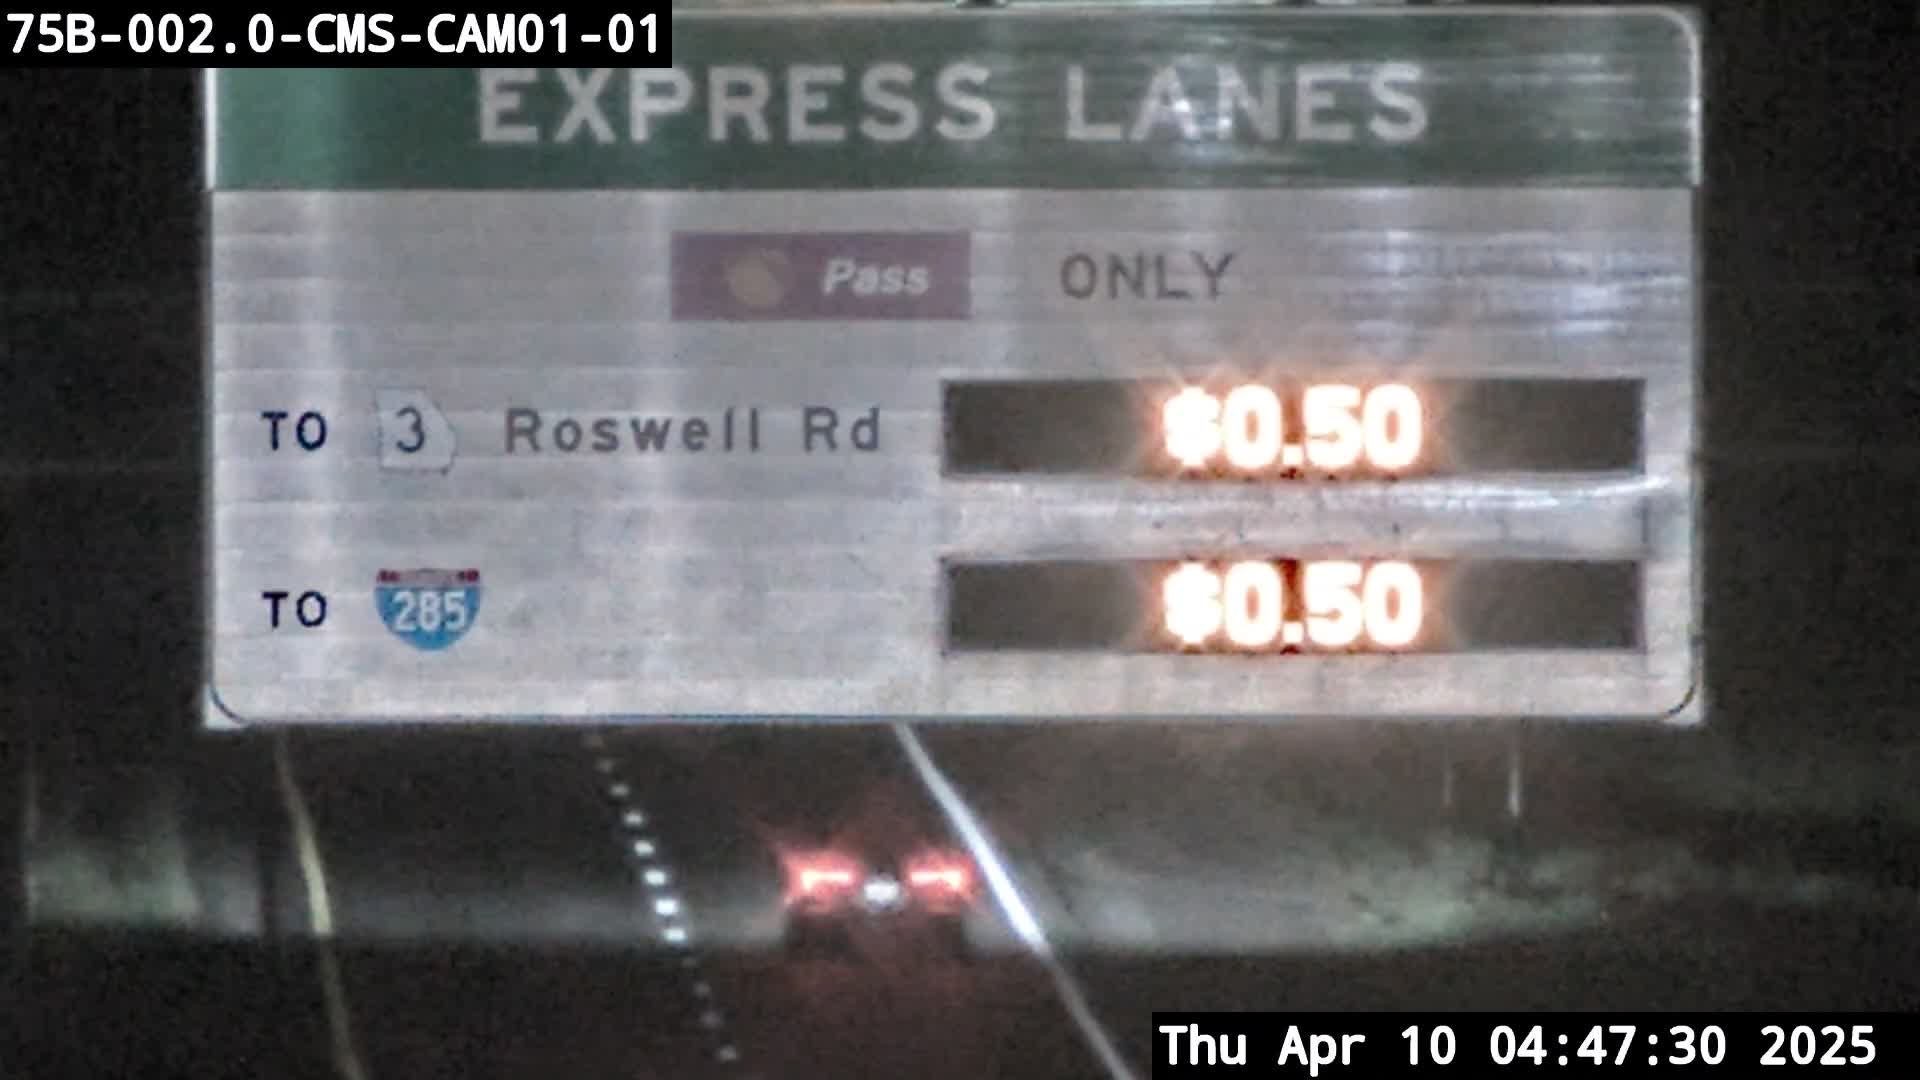 75B-002.0-CMS-CAM01-01
EXPRESS LANES
Pass ONLY
TO 3 Roswell Rd $0.50
TO 285 $0.50
Thu Apr 10 04:47:30 2025